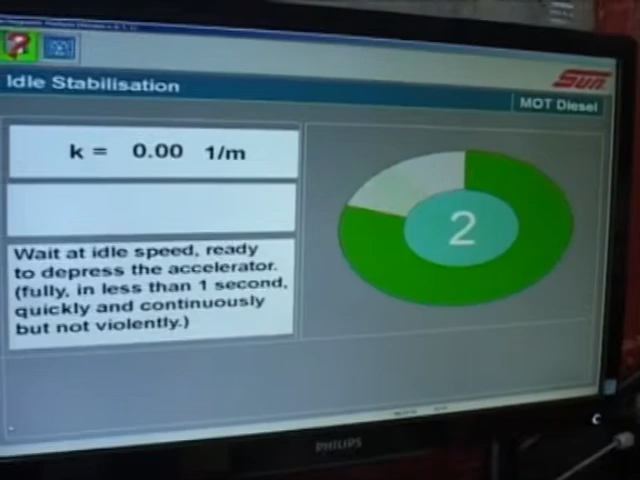 Idle Stabilisation
Sun
MOT Diesel
k = 0.00 1/m
Wait at idle speed, ready
to depress the accelerator.
(fully, in less than 1 second,
quickly and continuously
but not violently.)
2
PHILIPS